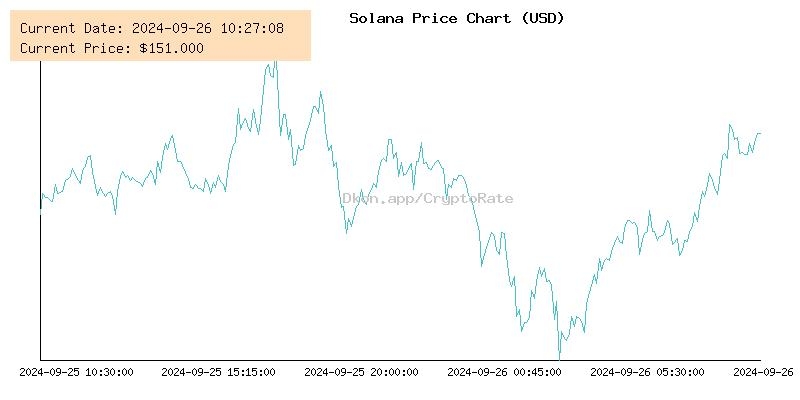 Solana Price Chart (USD)
Current Date: 2024-09-26 10:27:08
Current Price: $151.000
Dkon.app/CryptoRate
2024-09-25 10:30:00 2024-09-25 15:15:00 2024-09-25 20:00:00 2024-09-26 00:45:00 2024-09-26 05:30:00 2024-09-26